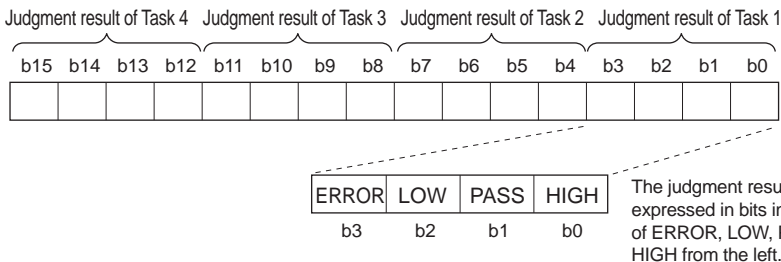 Judgment result of Task 4 Judgment result of Task 3 Judgment result of Task 2 Judgment result of Task 1
b15 b14 b13 b12 b11 b10 b9 b8 b7 b6 b5 b4 b3 b2 b1 b0
ERROR LOW PASS HIGH
b3 b2 b1 b0
The judgment
expressed in bits
of ERROR, LOW,
HIGH from the left.